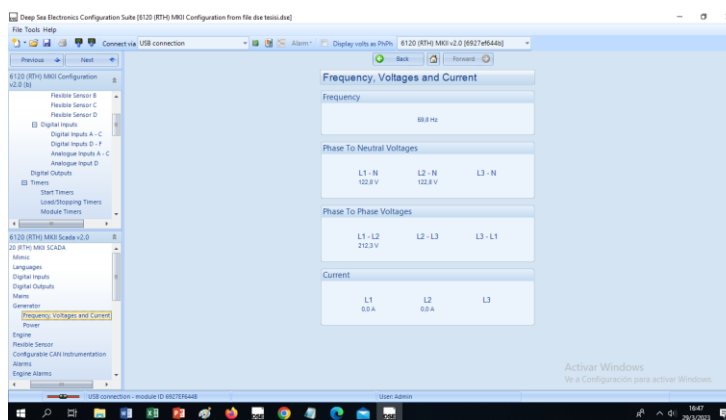 Deep Sea Electronics Configuration Suite [6120 (RTH) MKII Configuration from file dse tesisi.dse]
File Tools Help
Connect via USB connection Alarm Display volts as PhPh 6120 (RTH) MKII v2.0 [6927ef644b]
Previous Next
Back Forward
6120 (RTH) MKII Configuration
v2.0 (b)
Flexible Sensor B
Flexible Sensor C
Flexible Sensor D
Digital Inputs
Digital Inputs A - C
Digital Inputs D - F
Analogue Inputs A - C
Analogue Input D
Digital Outputs
Timers
Start Timers
Load/Stopping Timers
Module Timers
6120 (RTH) MKII Scada v2.0
20 (RTH) MKII SCADA
Mimic
Languages
Digital Inputs
Digital Outputs
Mains
Generator
Frequency, Voltages and Current
Power
Engine
Flexible Sensor
Configurable CAN Instrumentation
Alarms
Engine Alarms
Frequency, Voltages and Current
Frequency
59,8 Hz
Phase To Neutral Voltages
L1 - N L2 - N L3 - N
122,8 V 122,8 V
Phase To Phase Voltages
L1 - L2 L2 - L3 L3 - L1
212,3 V
Current
L1 L2 L3
0,0 A 0,0 A
Activar Windows
Ve a Configuración para activar Windows.
USB connection - module ID 6927EF644B User: Admin
DSE DSE
16:47
29/3/2023